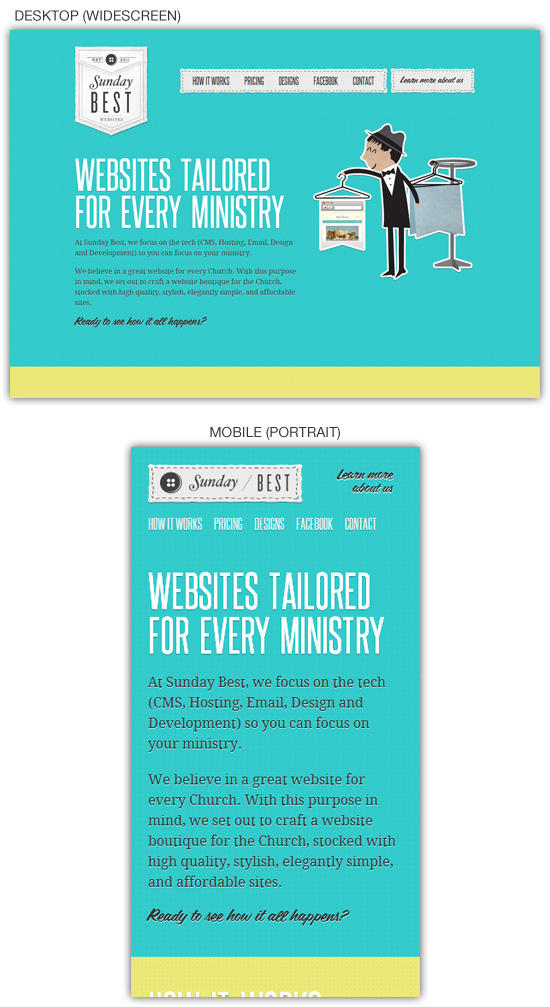 DESKTOP (WIDESCREEN)
EST 2011
Sunday
BEST
WEBSITES
HOW IT WORKS PRICING DESIGNS FACEBOOK CONTACT
Learn more about us
WEBSITES TAILORED
FOR EVERY MINISTRY
At Sunday Best, we focus on the tech (CMS, Hosting, Email, Design
and Development) so you can focus on your ministry.
We believe in a great website for every Church. With this purpose
in mind, we set out to craft a website boutique for the Church,
stocked with high quality, stylish, elegantly simple, and affordable
sites.
Ready to see how it all happens?
MOBILE (PORTRAIT)
Sunday / BEST
Learn more
about us
HOW IT WORKS PRICING DESIGNS FACEBOOK CONTACT
WEBSITES TAILORED
FOR EVERY MINISTRY
At Sunday Best, we focus on the tech
(CMS, Hosting, Email, Design and
Development) so you can focus on
your ministry.
We believe in a great website for
every Church. With this purpose in
mind, we set out to craft a website
boutique for the Church, stocked with
high quality, stylish, elegantly simple,
and affordable sites.
Ready to see how it all happens?
HOW IT WORKS